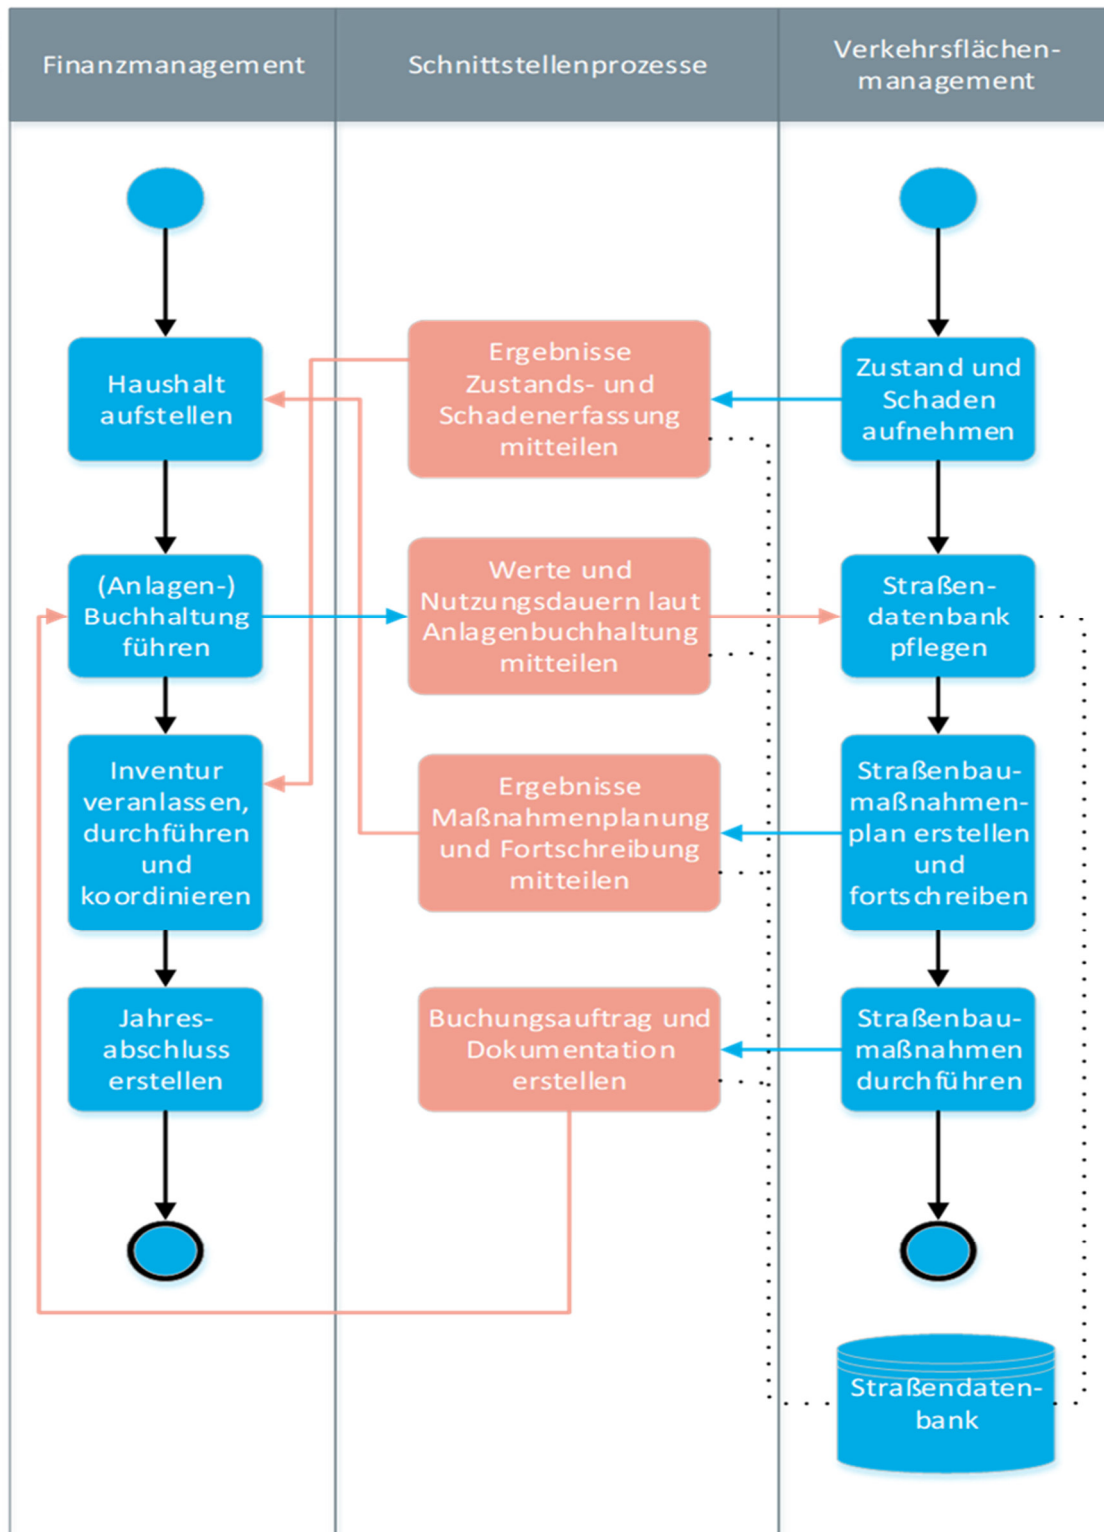 Finanzmanagement
Schnittstellenprozesse
Verkehrsflächen-
management
Haushalt
aufstellen
Ergebnisse
Zustands- und
Schadenerfassung
mitteilen
Zustand und
Schaden
aufnehmen
(Anlagen-)
Buchhaltung
führen
Werte und
Nutzungsdauern laut
Anlagenbuchhaltung
mitteilen
Straßen-
datenbank
pflegen
Inventur
veranlassen,
durchführen
und
koordinieren
Ergebnisse
Maßnahmenplanung
und Fortschreibung
mitteilen
Straßenbau-
maßnahmen-
plan erstellen
und
fortschreiben
Jahres-
abschluss
erstellen
Buchungsauftrag und
Dokumentation
erstellen
Straßenbau-
maßnahmen
durchführen
Straßendaten-
bank